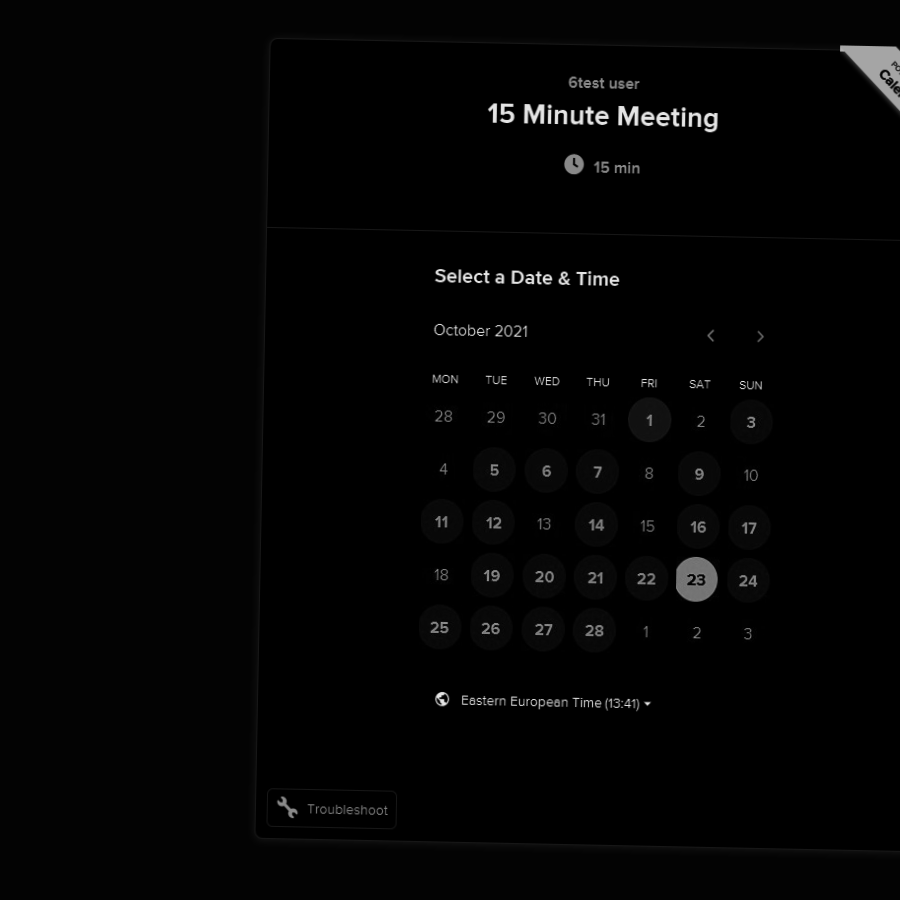 6test user
15 Minute Meeting
15 min
Select a Date & Time
October 2021
MON TUE WED THU FRI SAT SUN
28 29 30 31 1 2 3
4 5 6 7 8 9 10
11 12 13 14 15 16 17
18 19 20 21 22 23 24
25 26 27 28 1 2 3
Eastern European Time (13:41)
Troubleshoot